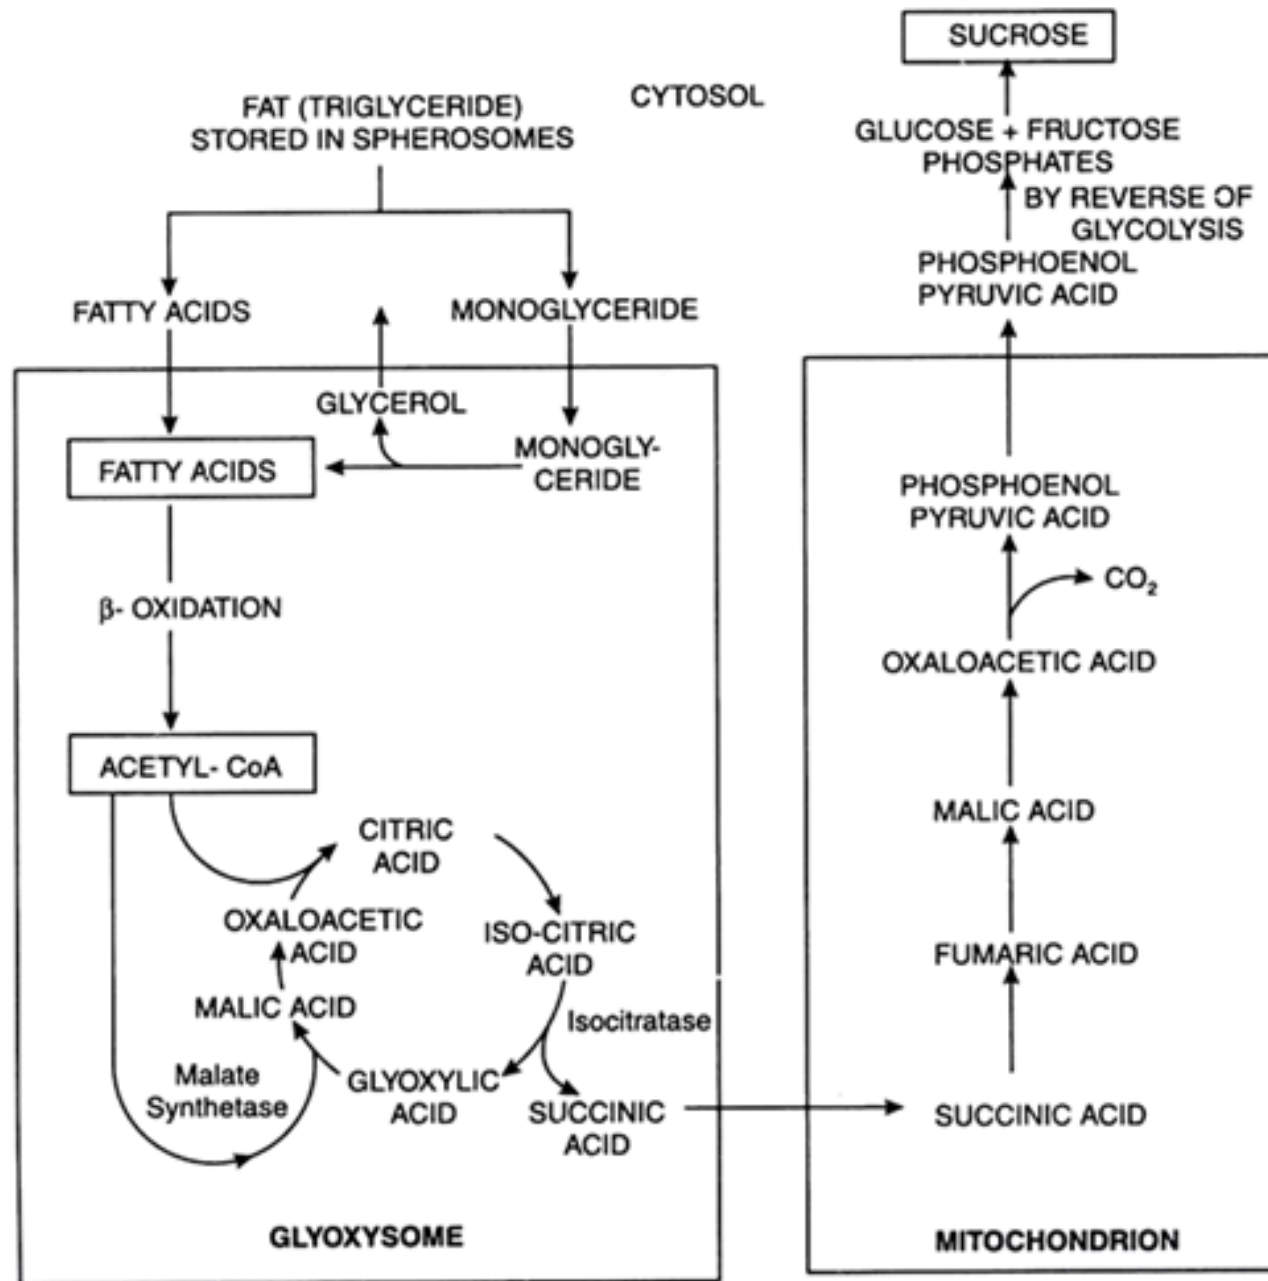 SUCROSE
CYTOSOL
FAT (TRIGLYCERIDE)
STORED IN SPHEROSOMES
GLUCOSE + FRUCTOSE
PHOSPHATES
BY REVERSE OF
GLYCOLYSIS
PHOSPHOENOL
PYRUVIC ACID
FATTY ACIDS
MONOGLYCERIDE
GLYCEROL
FATTY ACIDS
MONOGLY-
CERIDE
β- OXIDATION
ACETYL- CoA
CITRIC
ACID
OXALOACETIC
ACID
ISO-CITRIC
ACID
MALIC ACID
Isocitratase
Malate
Synthetase
GLYOXYLIC
ACID
SUCCINIC
ACID
GLYOXYSOME
PHOSPHOENOL
PYRUVIC ACID
CO₂
OXALOACETIC ACID
MALIC ACID
FUMARIC ACID
SUCCINIC ACID
MITOCHONDRION